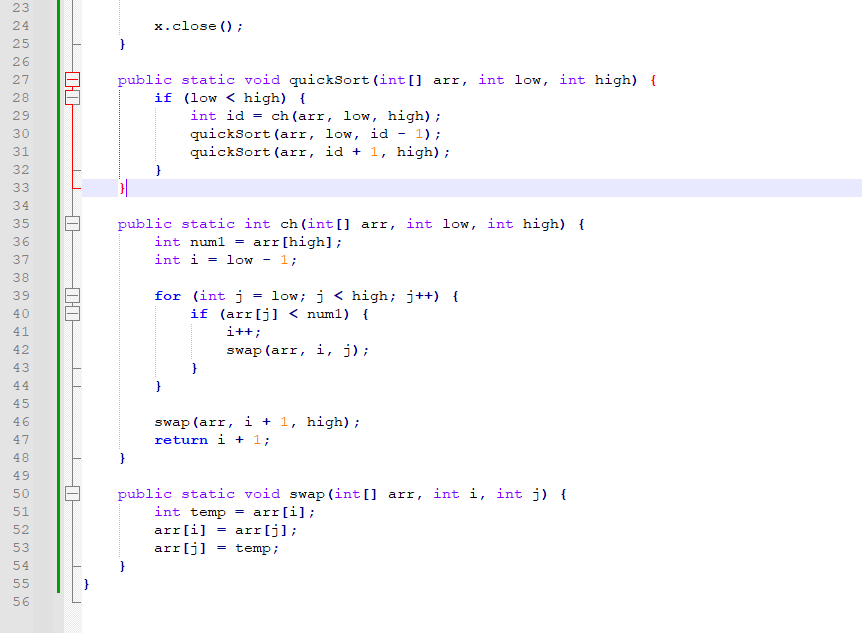 23
24         x.close();
25     }
26
27     public static void quickSort(int[] arr, int low, int high) {
28         if (low < high) {
29             int id = ch(arr, low, high);
30             quickSort(arr, low, id - 1);
31             quickSort(arr, id + 1, high);
32         }
33     }
34
35     public static int ch(int[] arr, int low, int high) {
36         int num1 = arr[high];
37         int i = low - 1;
38
39         for (int j = low; j < high; j++) {
40             if (arr[j] < num1) {
41                 i++;
42                 swap(arr, i, j);
43             }
44         }
45
46         swap(arr, i + 1, high);
47         return i + 1;
48     }
49
50     public static void swap(int[] arr, int i, int j) {
51         int temp = arr[i];
52         arr[i] = arr[j];
53         arr[j] = temp;
54     }
55 }
56